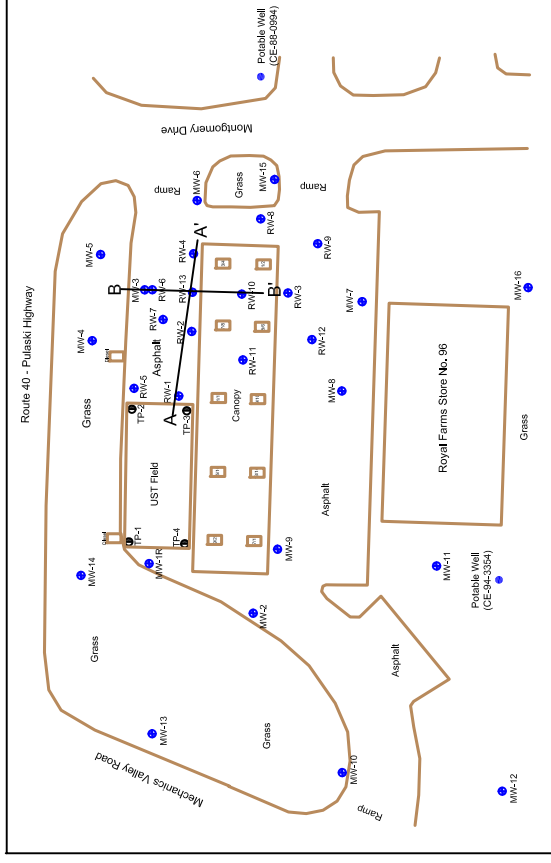 Route 40 - Pulaski Highway
Potable Well
(CE-88-0994)
Montgomery Drive
Ramp
MW-6
Grass
MW-15
Ramp
RW-8
MW-5
A'
RW-4
RW-9
B
MW-3
RW-6
RW-13
RW-10
B'
RW-3
MW-7
MW-16
RW-7
RW-2
MW-4
Asphalt
RW-12
RW-11
RW-5
RW-1
MW-8
Grass
TP-2
A
TP-3
Canopy
Royal Farms Store No. 96
Grass
UST Field
Asphalt
TP-1
TP-4
MW-9
MW-14
MW-1R
MW-11
Potable Well
(CE-94-3354)
MW-2
Grass
Asphalt
MW-13
Grass
Mechanics Valley Road
MW-10
Ramp
MW-12